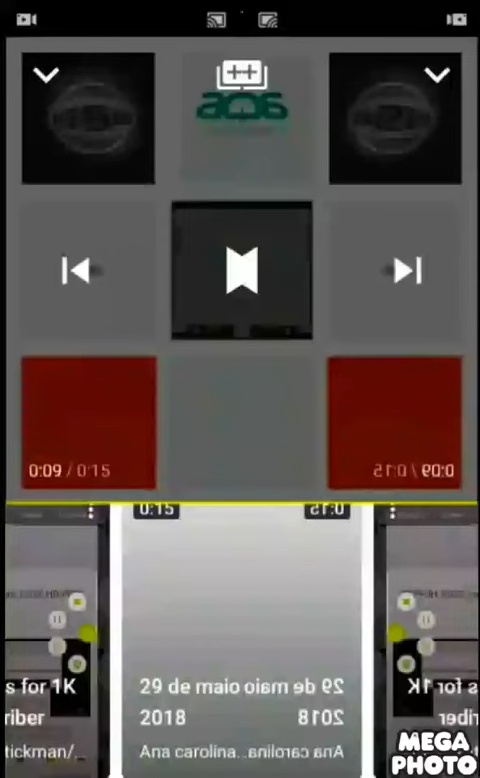 ++
0:09 / 0:15
0:09 / 0:15
0:15
0:15
s for 1K
riber
tickman/...
29 de maio
2018
Ana carolina..
29 de maio
2018
Ana carolina..
s for 1K
riber
MEGA
PHOTO